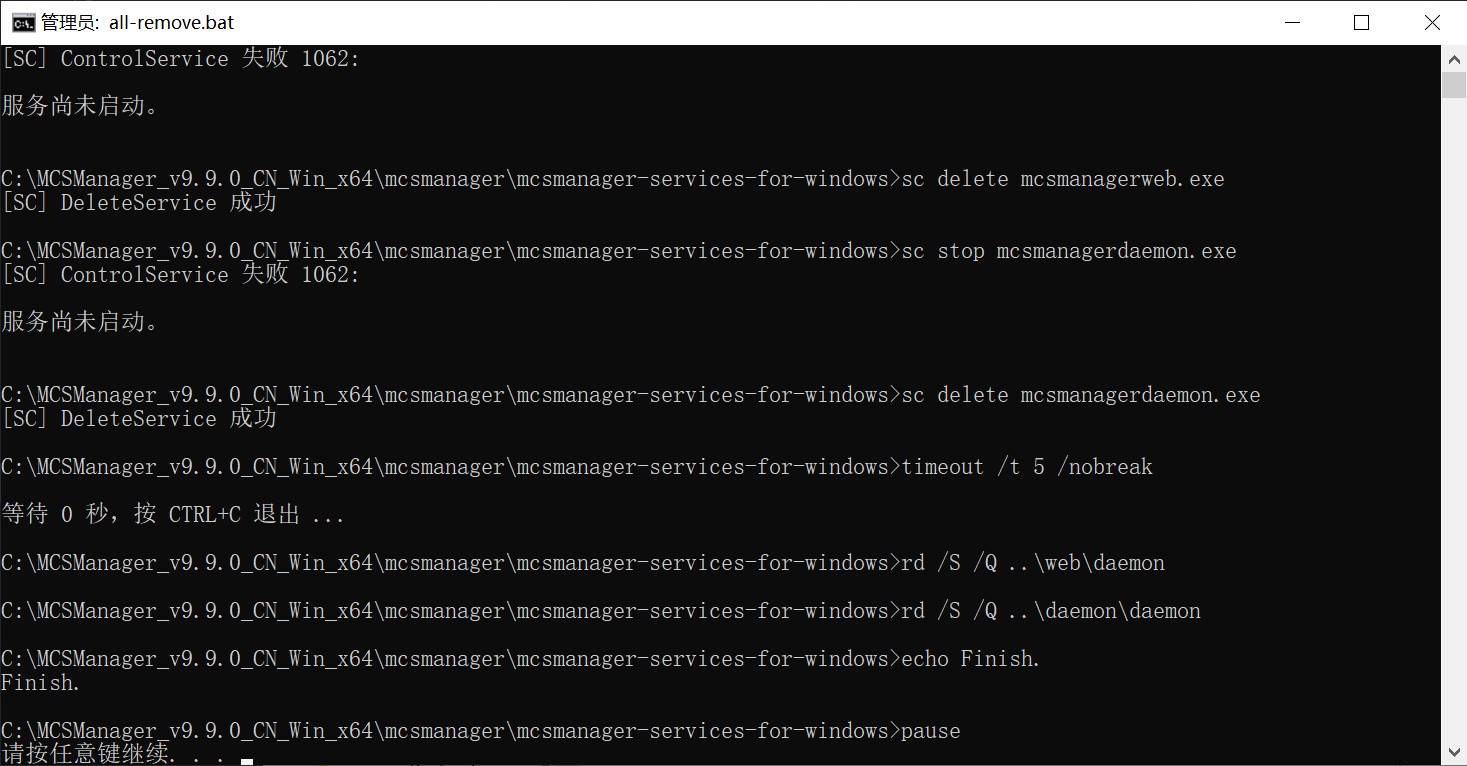 管理员: all-remove.bat
[SC] ControlService 失败 1062:
服务尚未启动。
C:\MCSManager_v9.9.0_CN_Win_x64\mcsmanager\mcsmanager-services-for-windows>sc delete mcsmanagerweb.exe
[SC] DeleteService 成功
C:\MCSManager_v9.9.0_CN_Win_x64\mcsmanager\mcsmanager-services-for-windows>sc stop mcsmanagerdaemon.exe
[SC] ControlService 失败 1062:
服务尚未启动。
C:\MCSManager_v9.9.0_CN_Win_x64\mcsmanager\mcsmanager-services-for-windows>sc delete mcsmanagerdaemon.exe
[SC] DeleteService 成功
C:\MCSManager_v9.9.0_CN_Win_x64\mcsmanager\mcsmanager-services-for-windows>timeout /t 5 /nobreak
等待 0 秒，按 CTRL+C 退出 ...
C:\MCSManager_v9.9.0_CN_Win_x64\mcsmanager\mcsmanager-services-for-windows>rd /S /Q ..\web\daemon
C:\MCSManager_v9.9.0_CN_Win_x64\mcsmanager\mcsmanager-services-for-windows>rd /S /Q ..\daemon\daemon
C:\MCSManager_v9.9.0_CN_Win_x64\mcsmanager\mcsmanager-services-for-windows>echo Finish.
Finish.
C:\MCSManager_v9.9.0_CN_Win_x64\mcsmanager\mcsmanager-services-for-windows>pause
请按任意键继续. . .